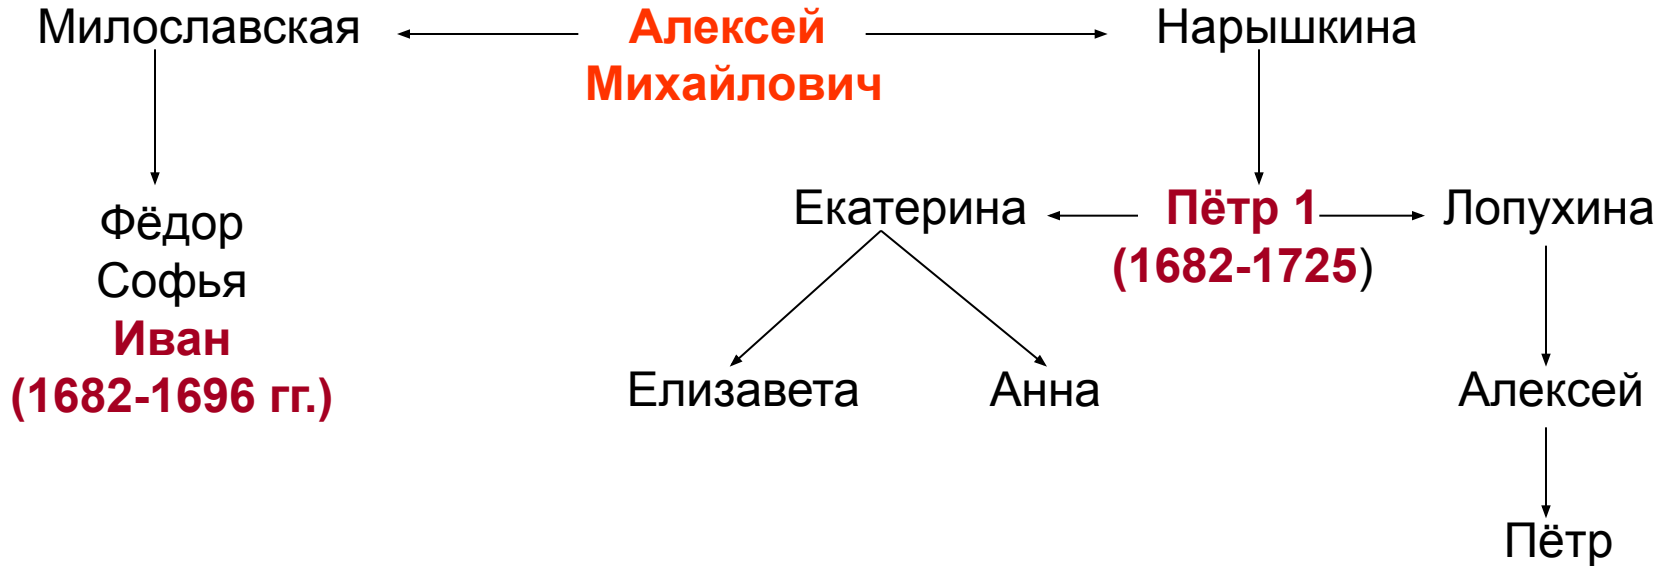 Милославская
Алексей
Михайлович
Нарышкина
Фёдор
Софья
Иван
(1682-1696 гг.)
Екатерина
Пётр 1
(1682-1725)
Лопухина
Елизавета
Анна
Алексей
Пётр